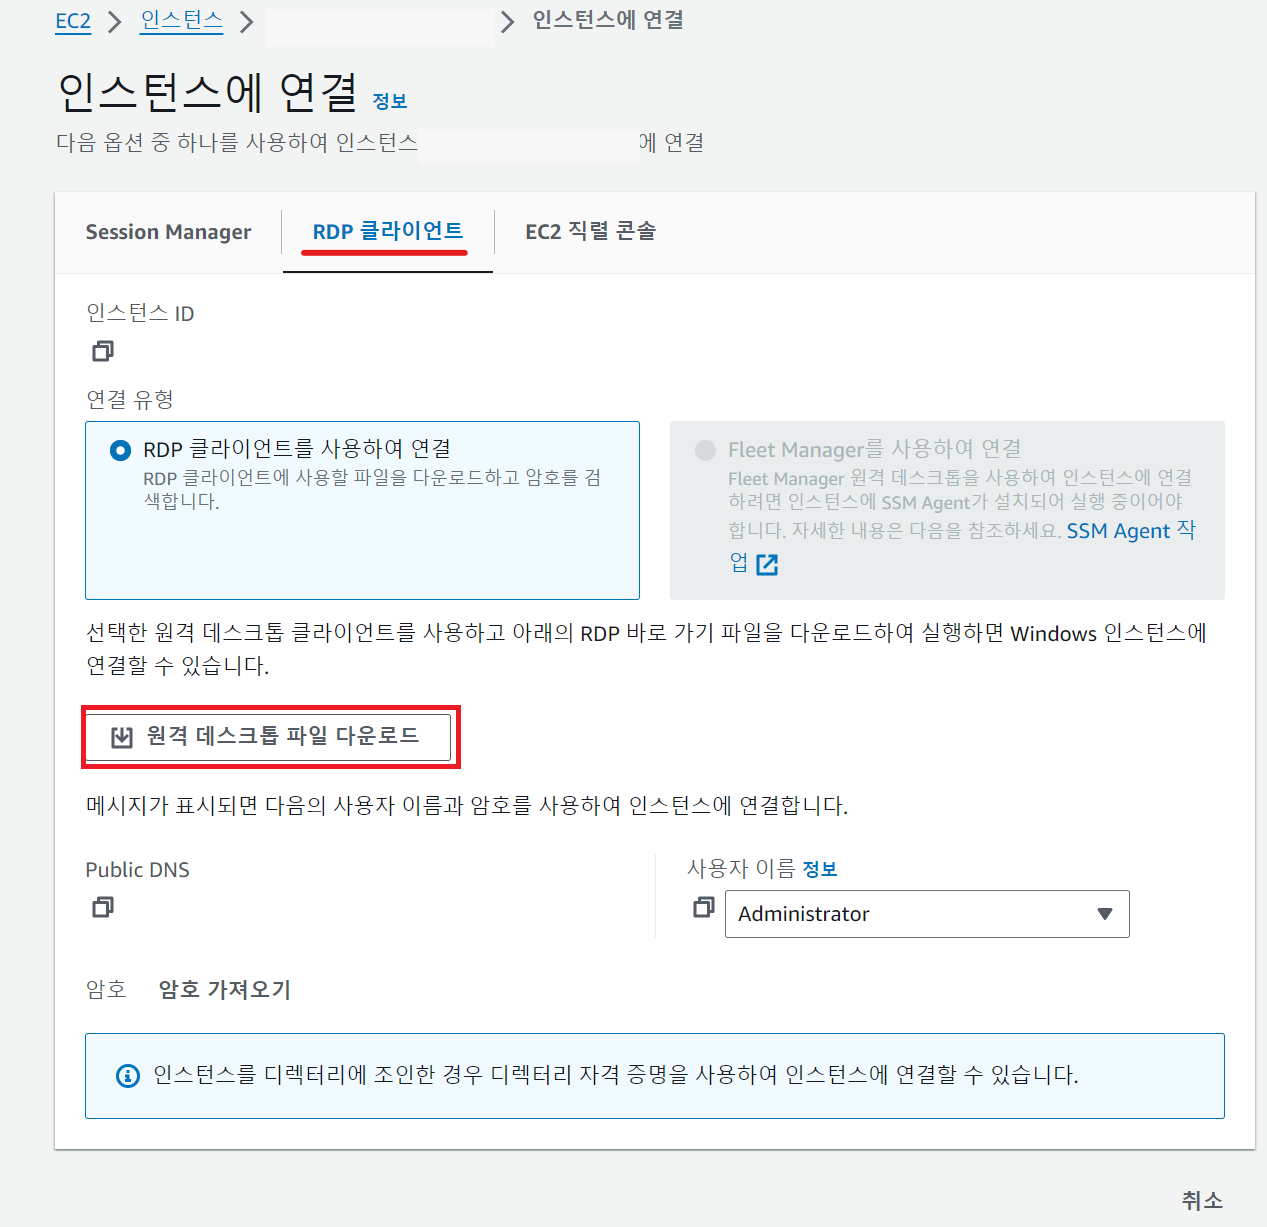 EC2 > 인스턴스 > > 인스턴스에 연결
인스턴스에 연결 정보
다음 옵션 중 하나를 사용하여 인스턴스 에 연결
Session Manager
RDP 클라이언트
EC2 직렬 콘솔
인스턴스 ID
연결 유형
RDP 클라이언트를 사용하여 연결
RDP 클라이언트에 사용할 파일을 다운로드하고 암호를 검
색합니다.
Fleet Manager를 사용하여 연결
Fleet Manager 원격 데스크톱을 사용하여 인스턴스에 연결
하려면 인스턴스에 SSM Agent가 설치되어 실행 중이어야
합니다. 자세한 내용은 다음을 참조하세요. SSM Agent 작
업
선택한 원격 데스크톱 클라이언트를 사용하고 아래의 RDP 바로 가기 파일을 다운로드하여 실행하면 Windows 인스턴스에
연결할 수 있습니다.
원격 데스크톱 파일 다운로드
메시지가 표시되면 다음의 사용자 이름과 암호를 사용하여 인스턴스에 연결합니다.
Public DNS
사용자 이름 정보
Administrator
암호 암호 가져오기
인스턴스를 디렉터리에 조인한 경우 디렉터리 자격 증명을 사용하여 인스턴스에 연결할 수 있습니다.
취소